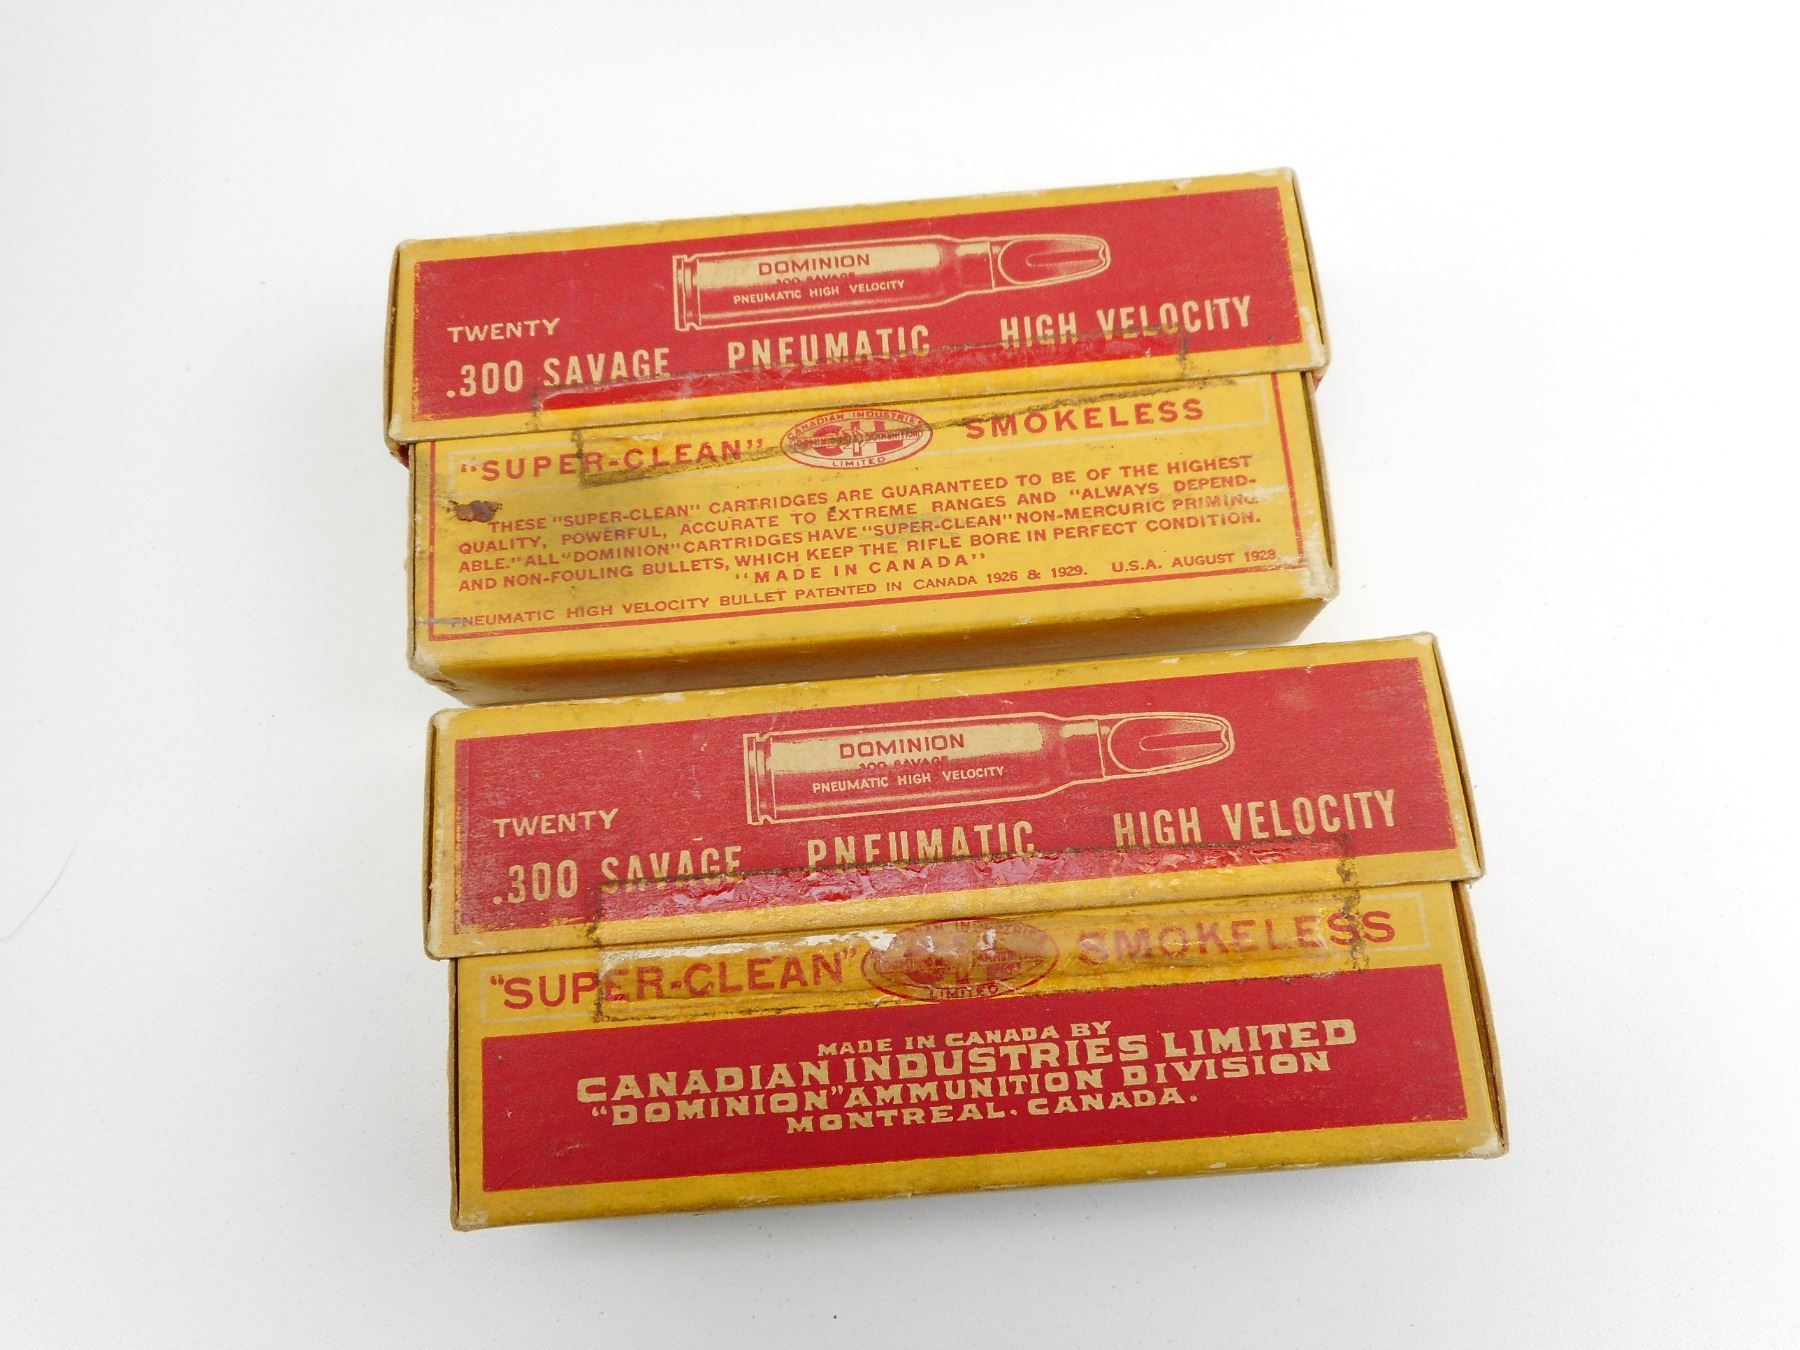 DOMINION
.300 SAVAGE
PNEUMATIC HIGH VELOCITY
TWENTY
.300 SAVAGE PNEUMATIC HIGH VELOCITY
"SUPER-CLEAN" CANADIAN INDUSTRIES LIMITED SMOKELESS
THESE "SUPER-CLEAN" CARTRIDGES ARE GUARANTEED TO BE OF THE HIGHEST
QUALITY, POWERFUL, ACCURATE TO EXTREME RANGES AND "ALWAYS DEPEND-
ABLE." ALL "DOMINION" CARTRIDGES HAVE "SUPER-CLEAN" NON-MERCURIC PRIMING
AND NON-FOULING BULLETS, WHICH KEEP THE RIFLE BORE IN PERFECT CONDITION.
"MADE IN CANADA"
PNEUMATIC HIGH VELOCITY BULLET PATENTED IN CANADA 1926 & 1929. U.S.A. AUGUST 1928
DOMINION
.300 SAVAGE
PNEUMATIC HIGH VELOCITY
TWENTY
.300 SAVAGE PNEUMATIC HIGH VELOCITY
"SUPER-CLEAN" LIMITED SMOKELESS
MADE IN CANADA BY
CANADIAN INDUSTRIES LIMITED
"DOMINION" AMMUNITION DIVISION
MONTREAL. CANADA.